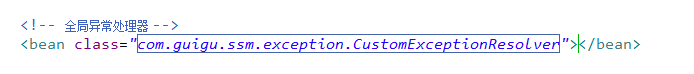 <!-- 全局异常处理器 -->
<bean class="com.guigu.ssm.exception.CustomExceptionResolver"></bean>